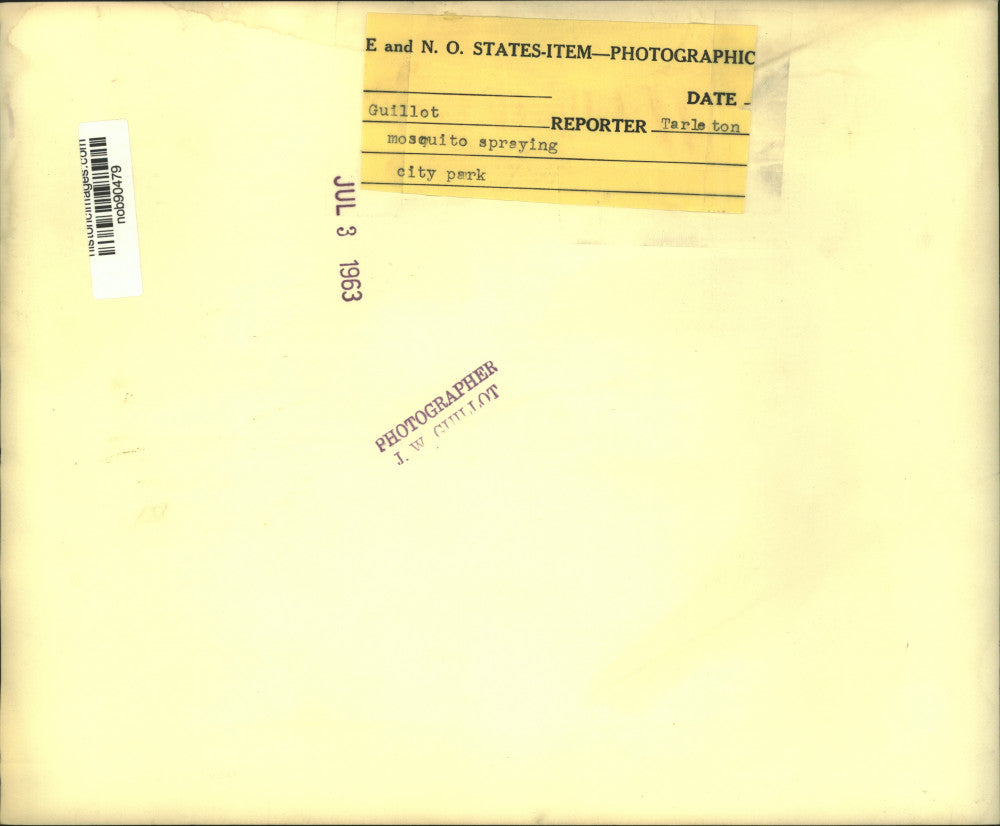 E and N. O. STATES-ITEM—PHOTOGRAPHIC
DATE
Guillot
REPORTER Tarleton
mosquito spraying
city park
JUL 3 1963
historicimages.com
nob90479
PHOTOGRAPHER
J. W. GUILLOT